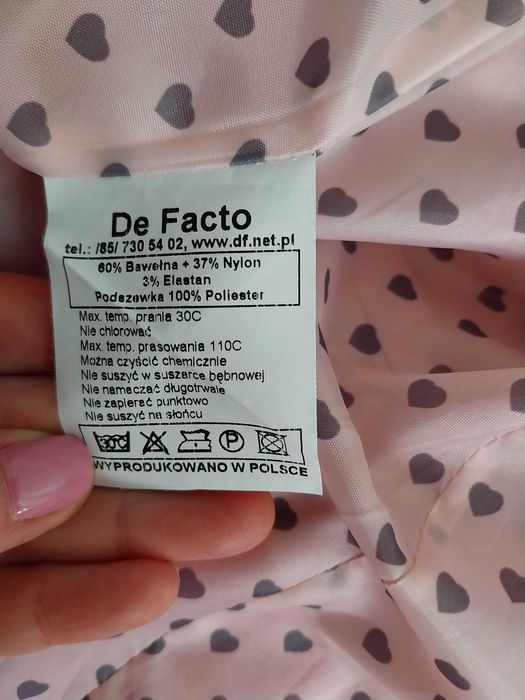 De Facto
tel.: /85/ 730 54 02, www.df.net.pl
60% Bawełna + 37% Nylon
3% Elastan
Podszewka 100% Poliester
Max. temp. prania 30C
Nie chlorować
Max. temp. prasowania 110C
Można czyścić chemicznie
Nie suszyć w suszarce bębnowej
Nie namaczać długotrwale
Nie zapierać punktowo
Nie suszyć na słońcu
P
WYPRODUKOWANO W POLSCE